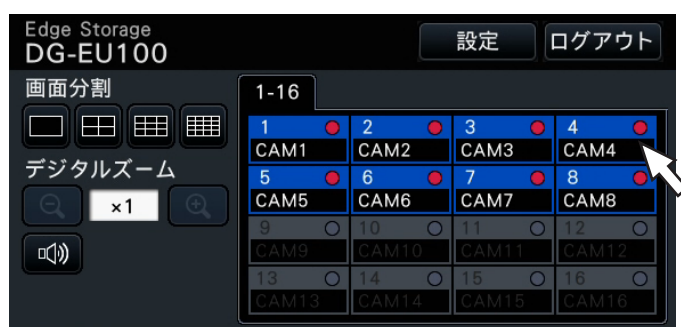 Edge Storage
DG-EU100
設定
ログアウト
画面分割
デジタルズーム
×1
1-16
1 2 3 4
CAM1 CAM2 CAM3 CAM4
5 6 7 8
CAM5 CAM6 CAM7 CAM8
9 10 11 12
CAM9 CAM10 CAM11 CAM12
13 14 15 16
CAM13 CAM14 CAM15 CAM16